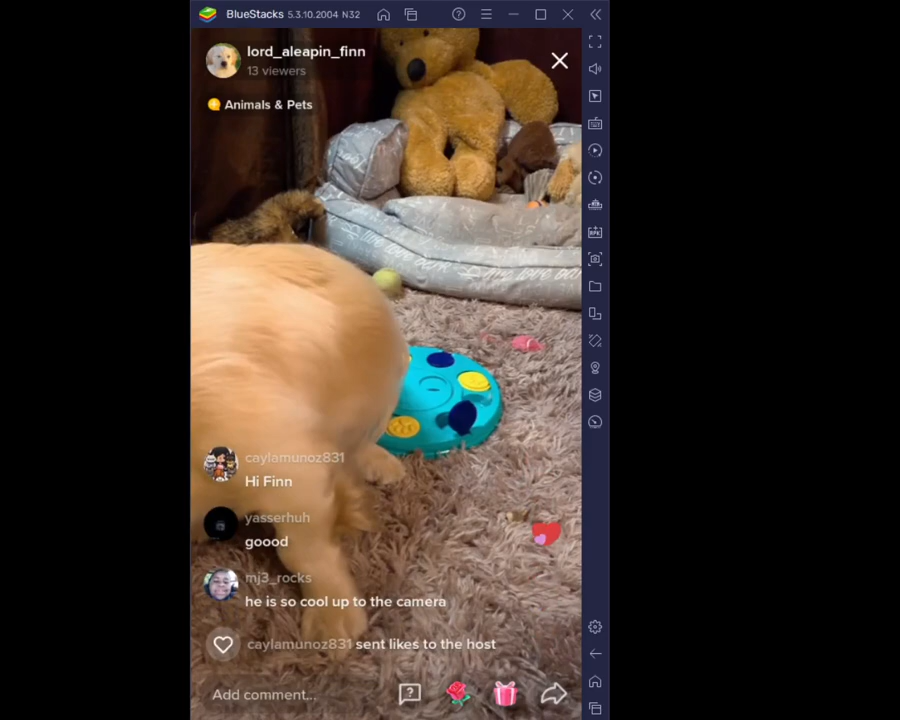 BlueStacks 5.3.10.2004 N32
lord_aleapin_finn
13 viewers
Animals & Pets
caylamunoz831
Hi Finn
yasserhuh
goood
mj3_rocks
he is so cool up to the camera
caylamunoz831 sent likes to the host
Add comment...